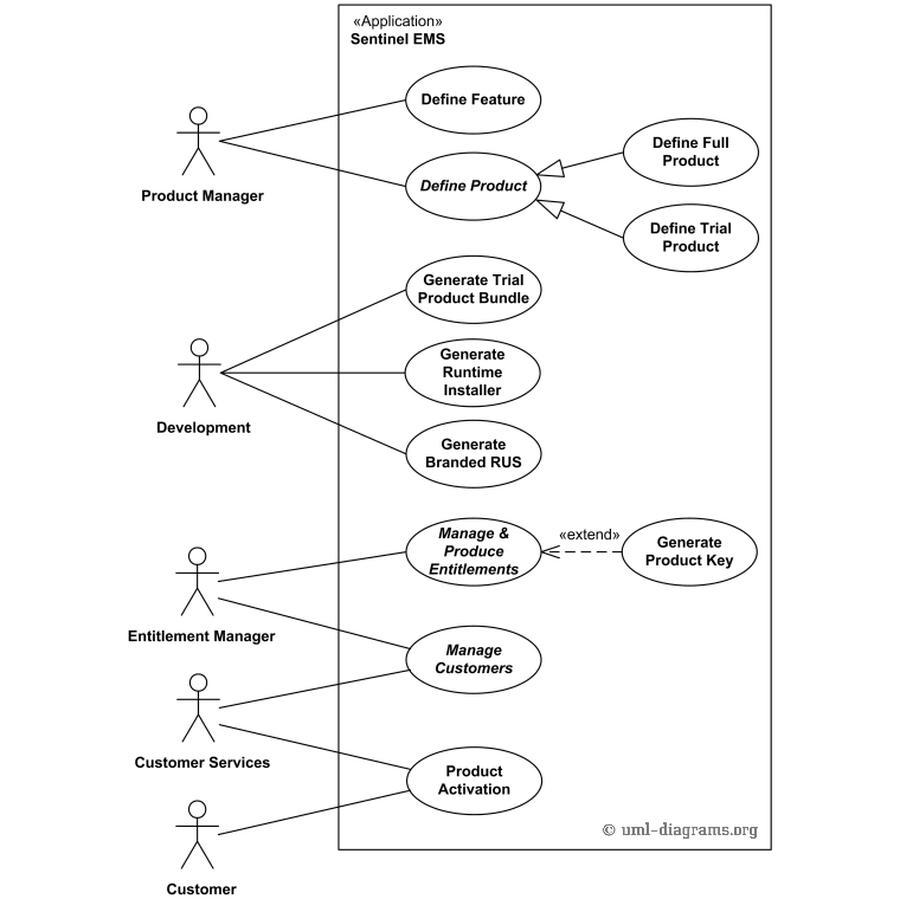 «Application»
Sentinel EMS
Define Feature
Define Full
Product
Product Manager
Define Product
Define Trial
Product
Generate Trial
Product Bundle
Generate
Runtime
Installer
Development
Generate
Branded RUS
Manage &
Produce
Entitlements
«extend»
Generate
Product Key
Entitlement Manager
Manage
Customers
Customer Services
Product
Activation
© uml-diagrams.org
Customer